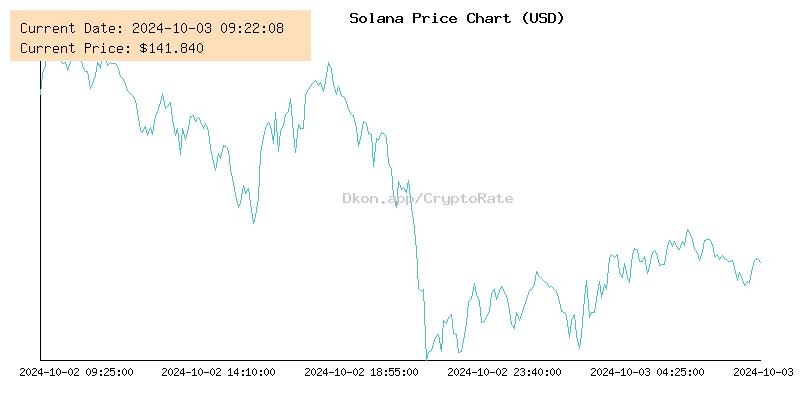 Solana Price Chart (USD)
Current Date: 2024-10-03 09:22:08
Current Price: $141.840
Dkon.app/CryptoRate
2024-10-02 09:25:00 2024-10-02 14:10:00 2024-10-02 18:55:00 2024-10-02 23:40:00 2024-10-03 04:25:00 2024-10-03